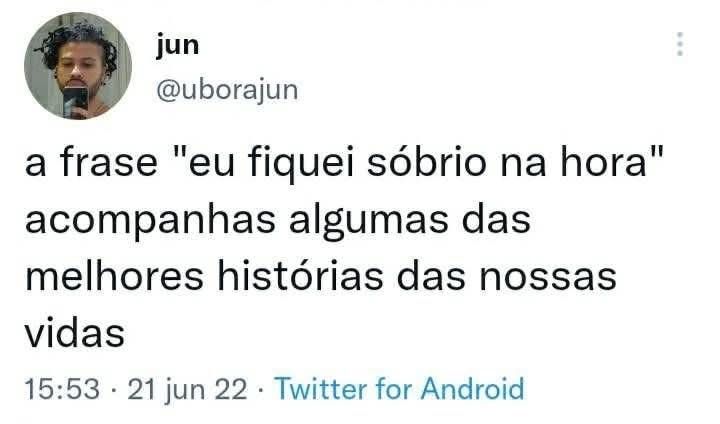 jun
@uborajun
a frase "eu fiquei sóbrio na hora"
acompanhas algumas das
melhores histórias das nossas
vidas
15:53 · 21 jun 22 · Twitter for Android